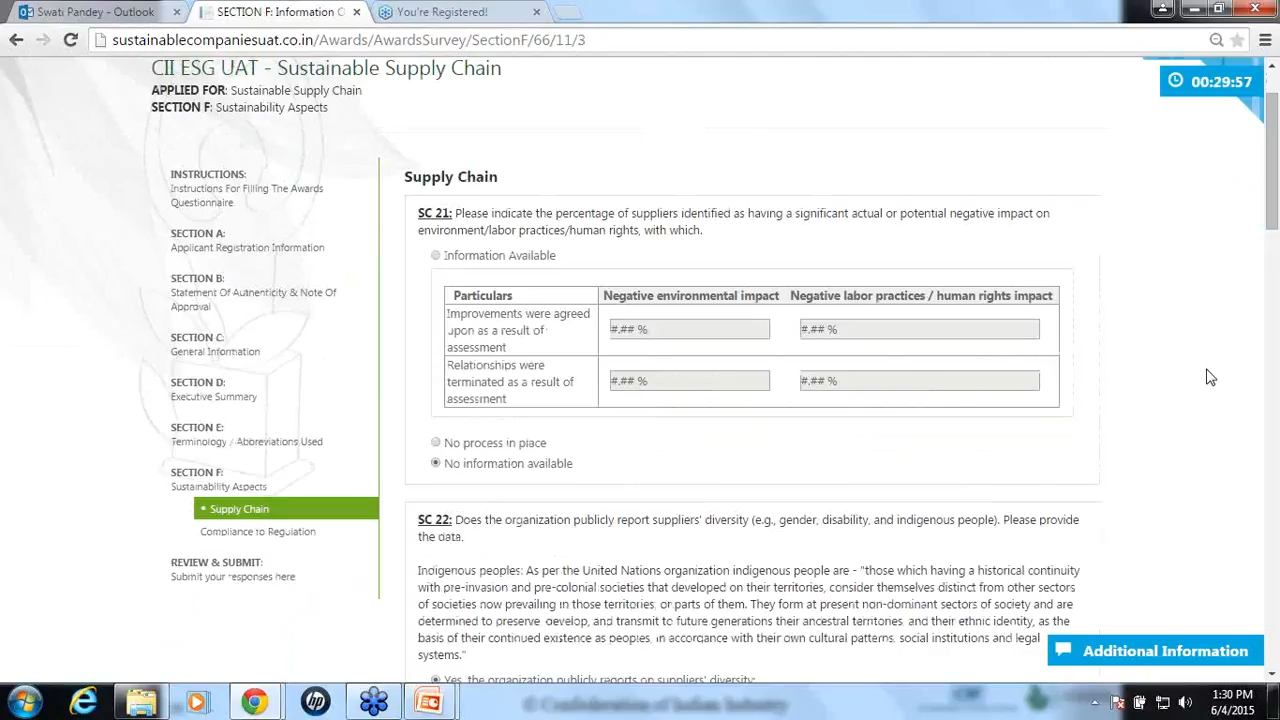 Swati Pandey - Outlook
SECTION F: Information C
You're Registered!
sustainablecompaniesuat.co.in/Awards/AwardsSurvey/SectionF/66/11/3
CII ESG UAT - Sustainable Supply Chain
APPLIED FOR: Sustainable Supply Chain
SECTION F: Sustainability Aspects
00:29:57
INSTRUCTIONS:
Instructions For Filling The Awards
Questionnaire
SECTION A:
Applicant Registration Information
SECTION B:
Statement Of Authenticity & Note Of
Approval
SECTION C:
General Information
SECTION D:
Executive Summary
SECTION E:
Terminology / Abbreviations Used
SECTION F:
Sustainability Aspects
Supply Chain
Compliance to Regulation
REVIEW & SUBMIT:
Submit your responses here
Supply Chain
SC 21: Please indicate the percentage of suppliers identified as having a significant actual or potential negative impact on
environment/labor practices/human rights, with which.
Information Available
Particulars Negative environmental impact Negative labor practices / human rights impact
Improvements were agreed
upon as a result of
assessment
#.## % #.## %
Relationships were
terminated as a result of
assessment
#.## % #.## %
No process in place
No information available
SC 22: Does the organization publicly report suppliers' diversity (e.g., gender, disability, and indigenous people). Please provide
the data.
Indigenous peoples: As per the United Nations organization indigenous people are - "those which having a historical continuity
with pre-invasion and pre-colonial societies that developed on their territories, consider themselves distinct from other sectors
of societies now prevailing in those territories, or parts of them. They form at present non-dominant sectors of society and are
determined to preserve, develop, and transmit to future generations their ancestral territories, and their ethnic identity, as the
basis of their continued existence as peoples, in accordance with their own cultural patterns, social institutions and legal
systems."
Yes, the organization publicly reports on suppliers' diversity:
Additional Information
1:30 PM
6/4/2015